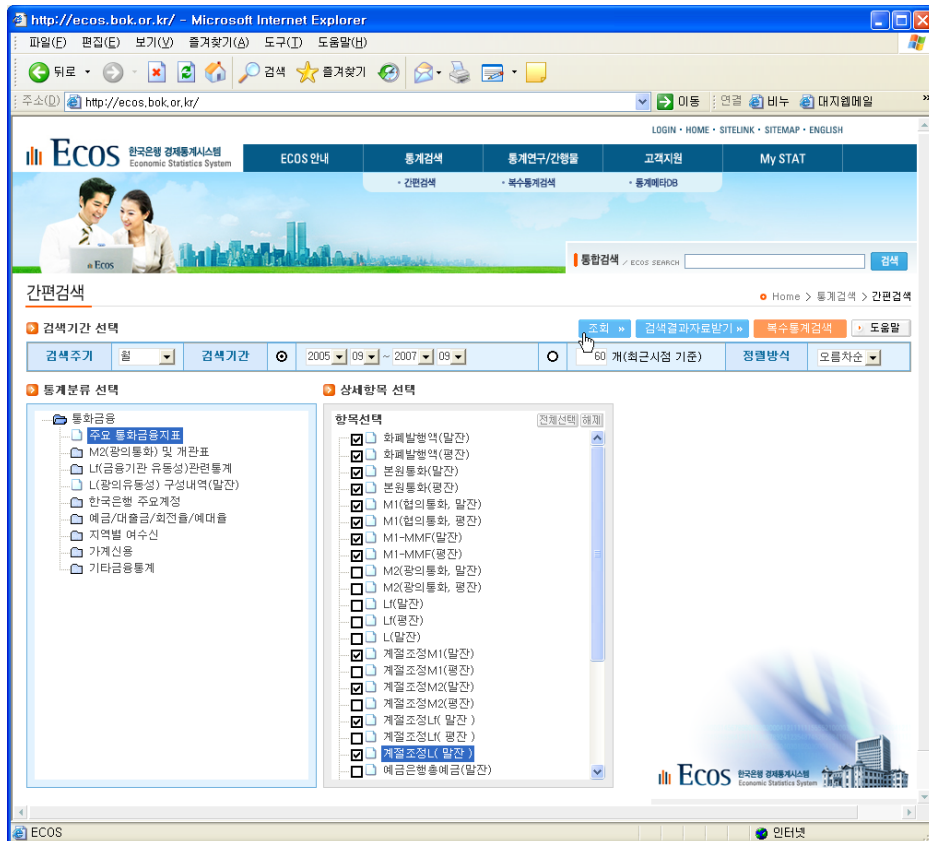 http://ecos.bok.or.kr/ - Microsoft Internet Explorer
파일(F) 편집(E) 보기(V) 즐겨찾기(A) 도구(T) 도움말(H)
뒤로 검색 즐겨찾기
주소(D) http://ecos.bok.or.kr/ 이동 연결 비누 대지웹메일 »
LOGIN • HOME • SITELINK • SITEMAP • ENGLISH
ECOS 한국은행 경제통계시스템 Economic Statistics System
ECOS 안내 통계검색 통계연구/간행물 고객지원 My STAT
• 간편검색 • 복수통계검색 • 통계메타DB
Ecos
통합검색 / ECOS SEARCH 검색
간편검색
Home > 통계검색 > 간편검색
검색기간 선택
조회 » 검색결과자료받기 » 복수통계검색 도움말
검색주기 월 검색기간 2005 09 ~ 2007 09 60 개(최근시점 기준) 정렬방식 오름차순
통계분류 선택
통화금융
주요 통화금융지표
M2(광의통화) 및 개관표
Lf(금융기관 유동성)관련통계
L(광의유동성) 구성내역(말잔)
한국은행 주요계정
예금/대출금/회전율/예대율
지역별 여수신
가계신용
기타금융통계
상세항목 선택
항목선택 전체선택 해제
화폐발행액(말잔)
화폐발행액(평잔)
본원통화(말잔)
본원통화(평잔)
M1(협의통화, 말잔)
M1(협의통화, 평잔)
M1-MMF(말잔)
M1-MMF(평잔)
M2(광의통화, 말잔)
M2(광의통화, 평잔)
Lf(말잔)
Lf(평잔)
L(말잔)
계절조정M1(말잔)
계절조정M1(평잔)
계절조정M2(말잔)
계절조정M2(평잔)
계절조정Lf( 말잔 )
계절조정Lf( 평잔 )
계절조정L( 말잔 )
예금은행총예금(말잔)
ECOS 한국은행 경제통계시스템 Economic Statistics System
ECOS 인터넷